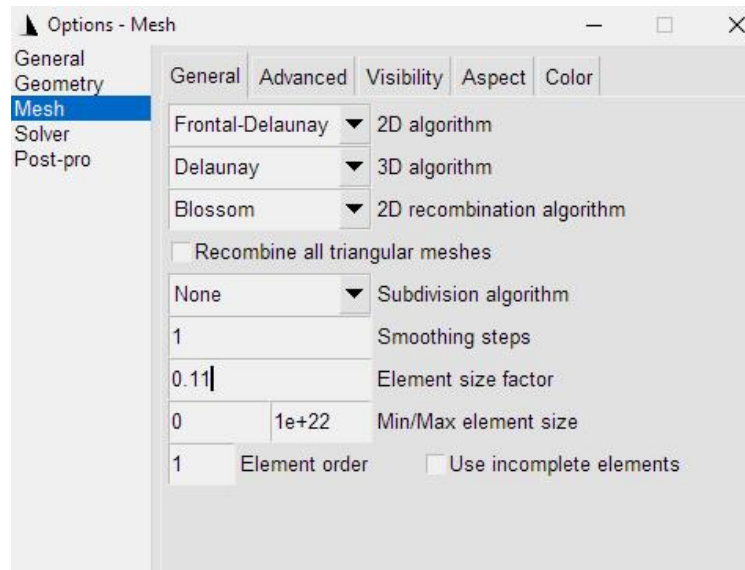 Options - Mesh
General
Geometry
Mesh
Solver
Post-pro
General Advanced Visibility Aspect Color
Frontal-Delaunay 2D algorithm
Delaunay 3D algorithm
Blossom 2D recombination algorithm
Recombine all triangular meshes
None Subdivision algorithm
1 Smoothing steps
0.11 Element size factor
0 1e+22 Min/Max element size
1 Element order Use incomplete elements